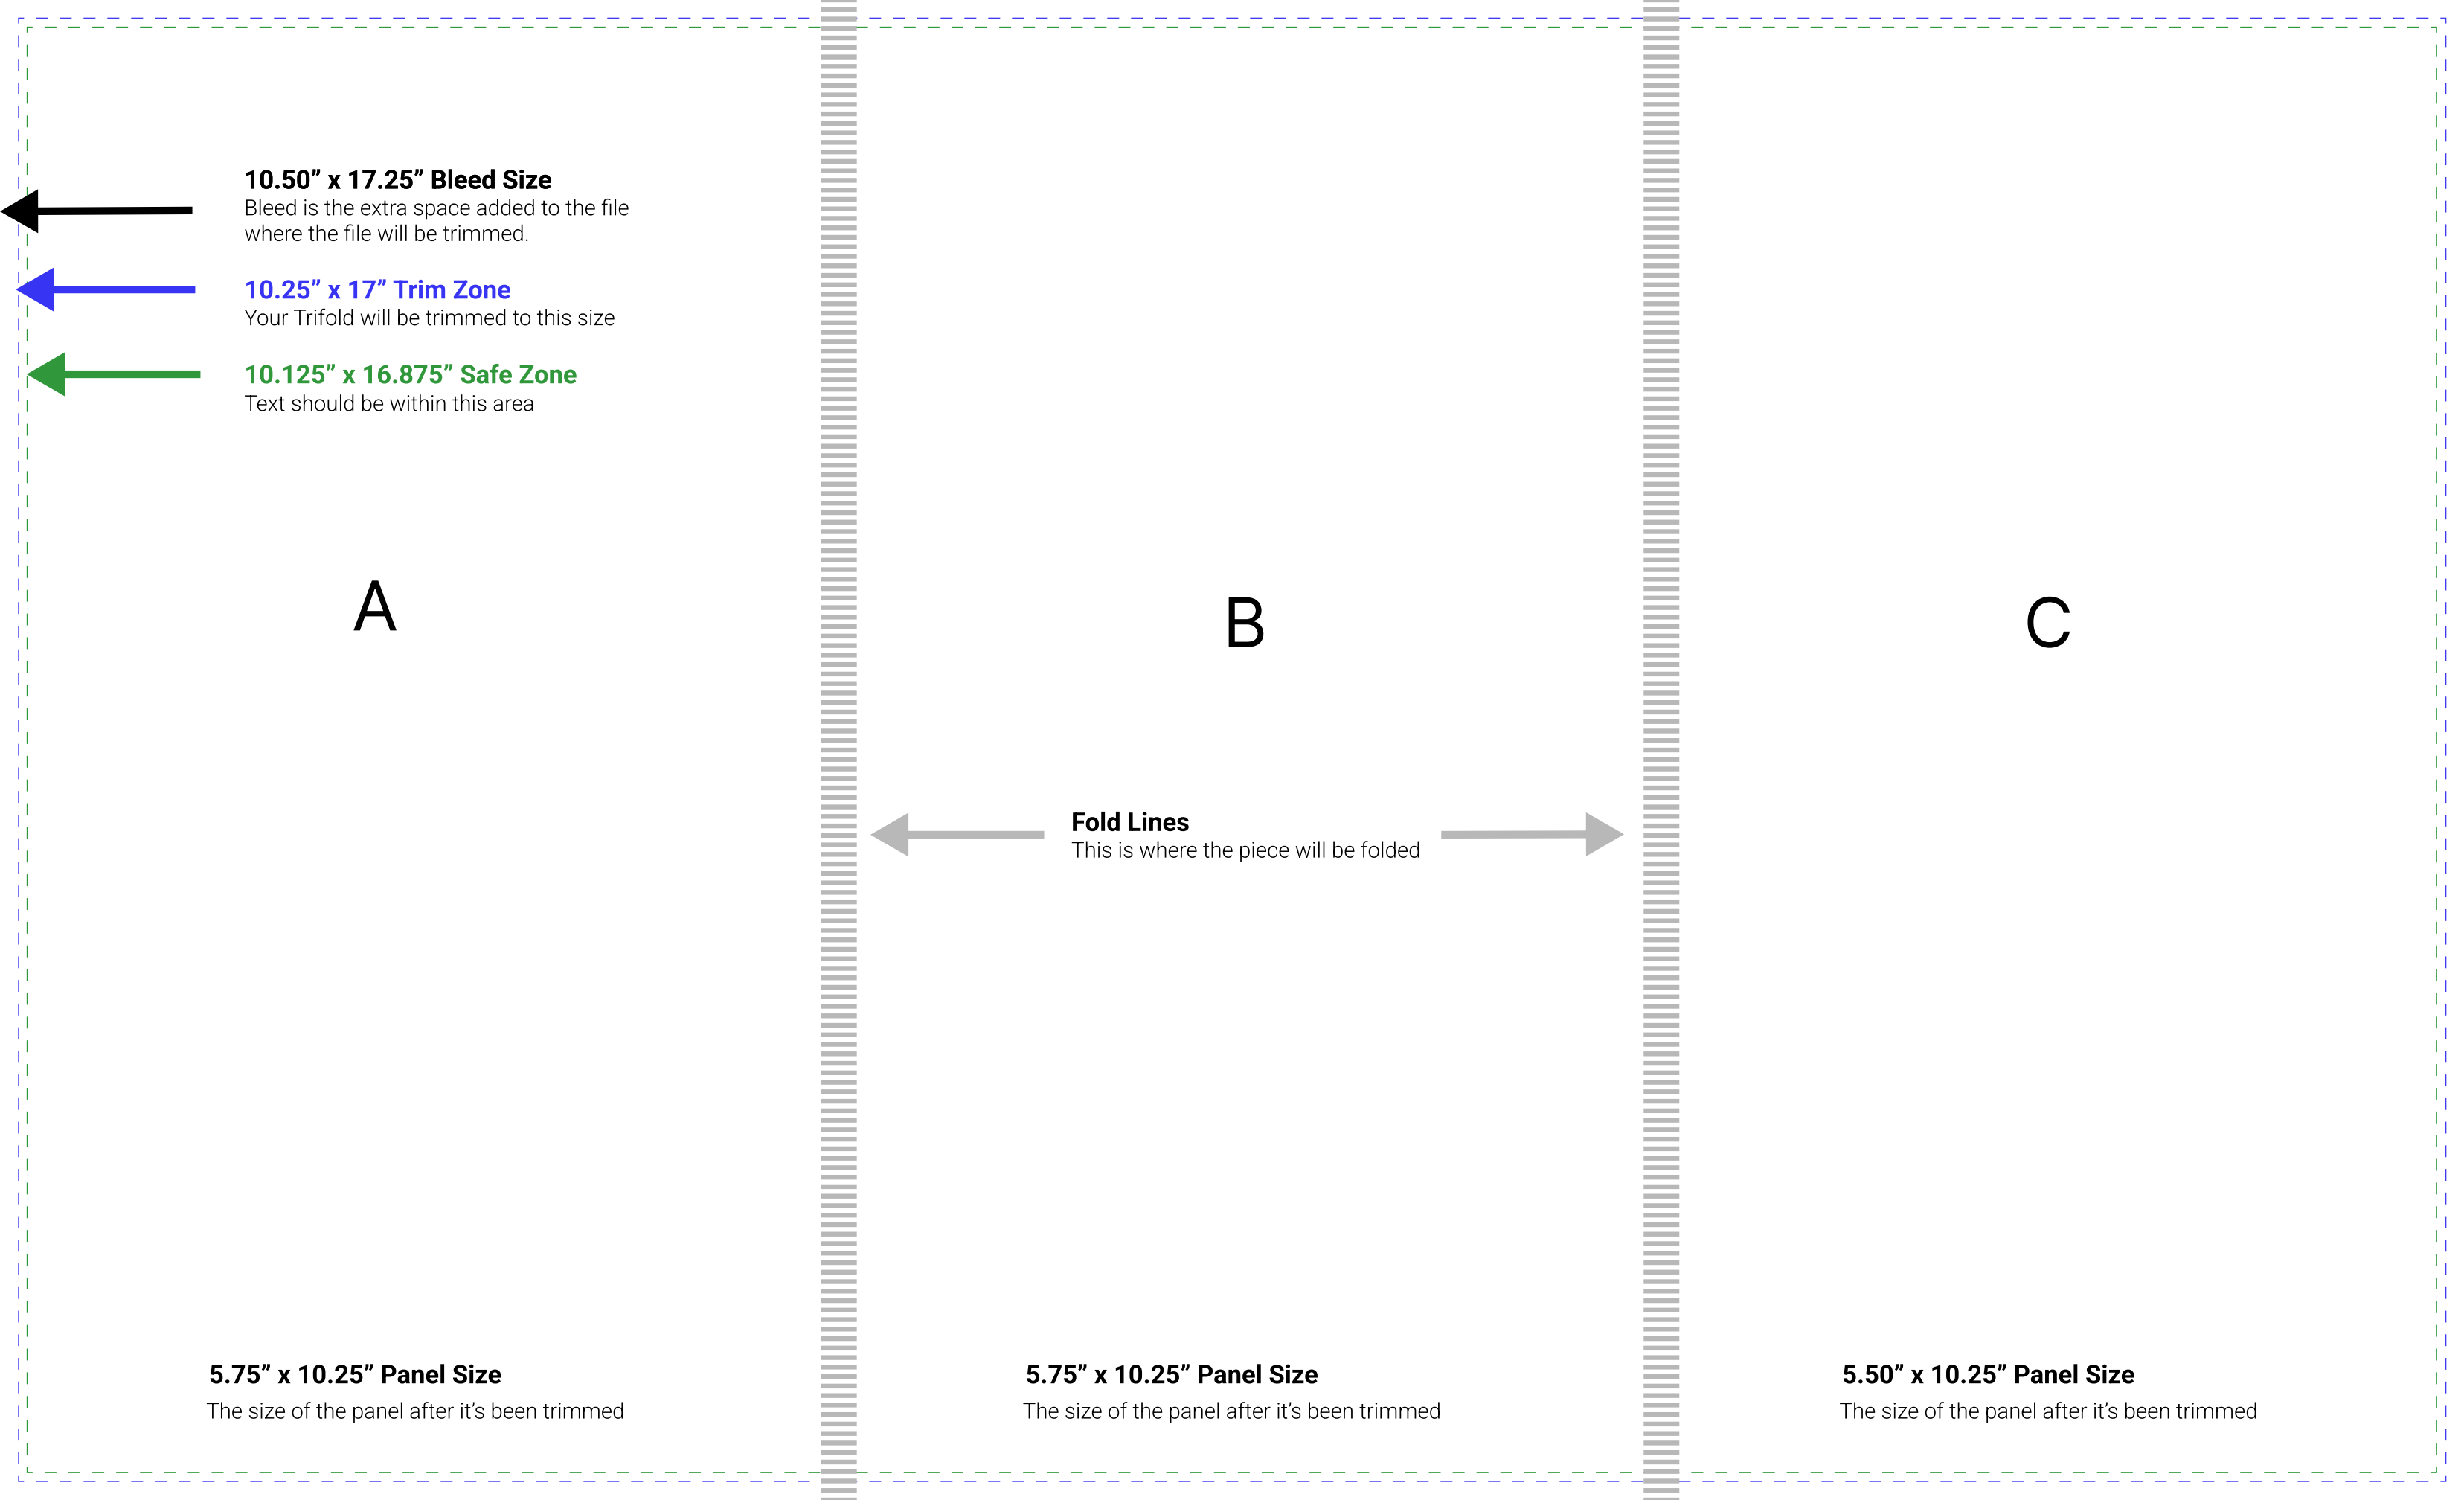 10.50” x 17.25” Bleed Size
Bleed is the extra space added to the file
where the file will be trimmed.
10.25” x 17” Trim Zone
Your Trifold will be trimmed to this size
10.125” x 16.875” Safe Zone
Text should be within this area
A
B
C
Fold Lines
This is where the piece will be folded
5.75” x 10.25” Panel Size
The size of the panel after it’s been trimmed
5.75” x 10.25” Panel Size
The size of the panel after it’s been trimmed
5.50” x 10.25” Panel Size
The size of the panel after it’s been trimmed